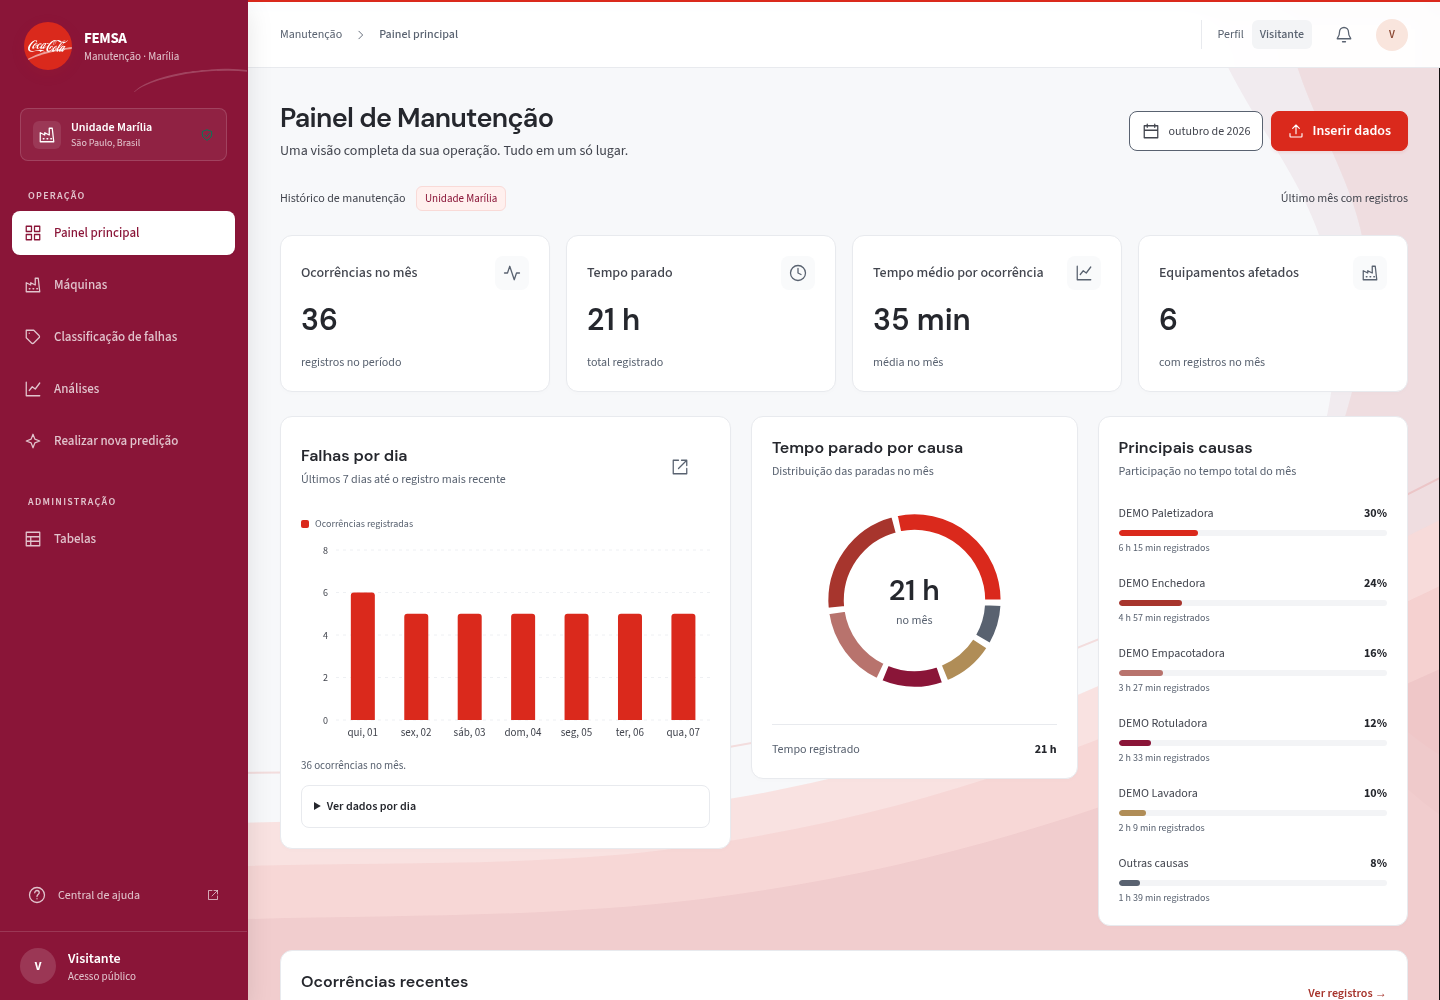 Coca-Cola
FEMSA
Manutenção · Marília
Unidade Marília
São Paulo, Brasil
OPERAÇÃO
Painel principal
Máquinas
Classificação de falhas
Análises
Realizar nova predição
ADMINISTRAÇÃO
Tabelas
Central de ajuda
V
Visitante
Acesso público
Manutenção
Painel principal
Perfil
Visitante
V
Painel de Manutenção
Uma visão completa da sua operação. Tudo em um só lugar.
outubro de 2026
Inserir dados
Histórico de manutenção
Unidade Marília
Último mês com registros
Ocorrências no mês
36
registros no período
Tempo parado
21 h
total registrado
Tempo médio por ocorrência
35 min
média no mês
Equipamentos afetados
6
com registros no mês
Falhas por dia
Últimos 7 dias até o registro mais recente
Ocorrências registradas
8
6
4
2
0
qui, 01 sex, 02 sáb, 03 dom, 04 seg, 05 ter, 06 qua, 07
36 ocorrências no mês.
▶ Ver dados por dia
Tempo parado por causa
Distribuição das paradas no mês
21 h
no mês
Tempo registrado 21 h
Principais causas
Participação no tempo total do mês
DEMO Paletizadora 30%
6 h 15 min registrados
DEMO Enchedora 24%
4 h 57 min registrados
DEMO Empacotadora 16%
3 h 27 min registrados
DEMO Rotuladora 12%
2 h 33 min registrados
DEMO Lavadora 10%
2 h 9 min registrados
Outras causas 8%
1 h 39 min registrados
Ocorrências recentes
Ver registros →